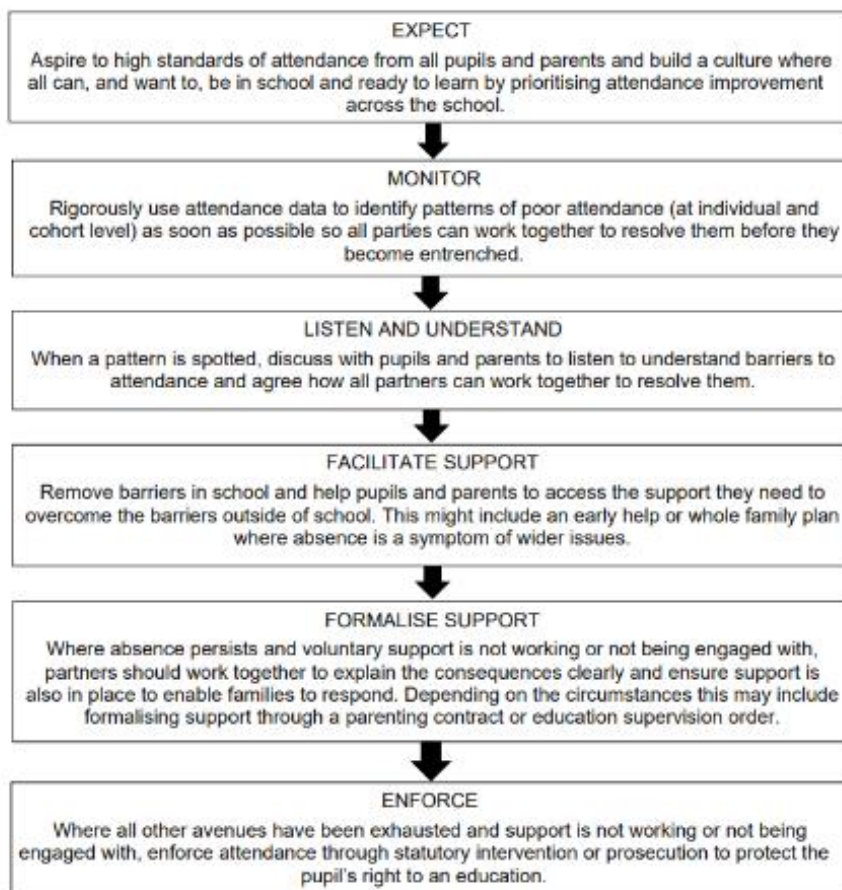 EXPECT
Aspire to high standards of attendance from all pupils and parents and build a culture where
all can, and want to, be in school and ready to learn by prioritising attendance improvement
across the school.
MONITOR
Rigorously use attendance data to identify patterns of poor attendance (at individual and
cohort level) as soon as possible so all parties can work together to resolve them before they
become entrenched.
LISTEN AND UNDERSTAND
When a pattern is spotted, discuss with pupils and parents to listen to understand barriers to
attendance and agree how all partners can work together to resolve them.
FACILITATE SUPPORT
Remove barriers in school and help pupils and parents to access the support they need to
overcome the barriers outside of school. This might include an early help or whole family plan
where absence is a symptom of wider issues.
FORMALISE SUPPORT
Where absence persists and voluntary support is not working or not being engaged with,
partners should work together to explain the consequences clearly and ensure support is
also in place to enable families to respond. Depending on the circumstances this may include
formalising support through a parenting contract or education supervision order.
ENFORCE
Where all other avenues have been exhausted and support is not working or not being
engaged with, enforce attendance through statutory intervention or prosecution to protect the
pupil's right to an education.